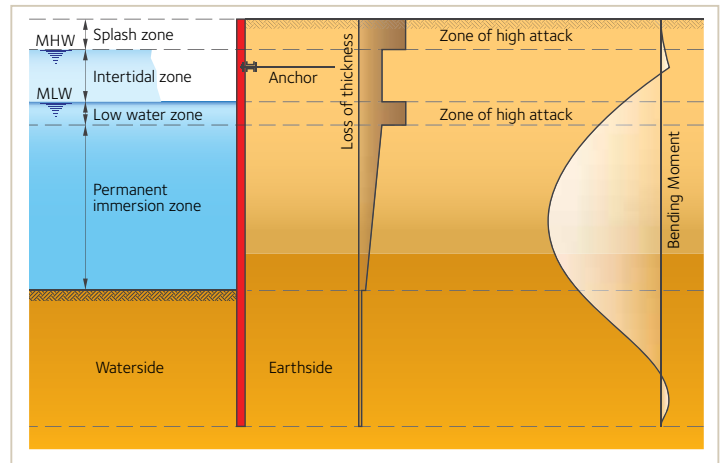 MHW
Splash zone
Intertidal zone
MLW
Low water zone
Permanent
immersion zone
Waterside
Anchor
Earthside
Loss of thickness
Zone of high attack
Zone of high attack
Bending Moment